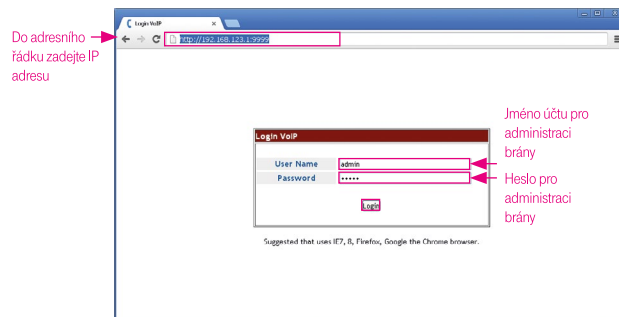 Login VoIP
Do adresního
řádku zadejte IP
adresu
http://192.168.123.1:9999
Jméno účtu pro
administraci
brány
Login VoIP
User Name
admin
Password
•••••
Heslo pro
administraci
brány
Login
Suggested that uses IE7, 8, Firefox, Google the Chrome browser.